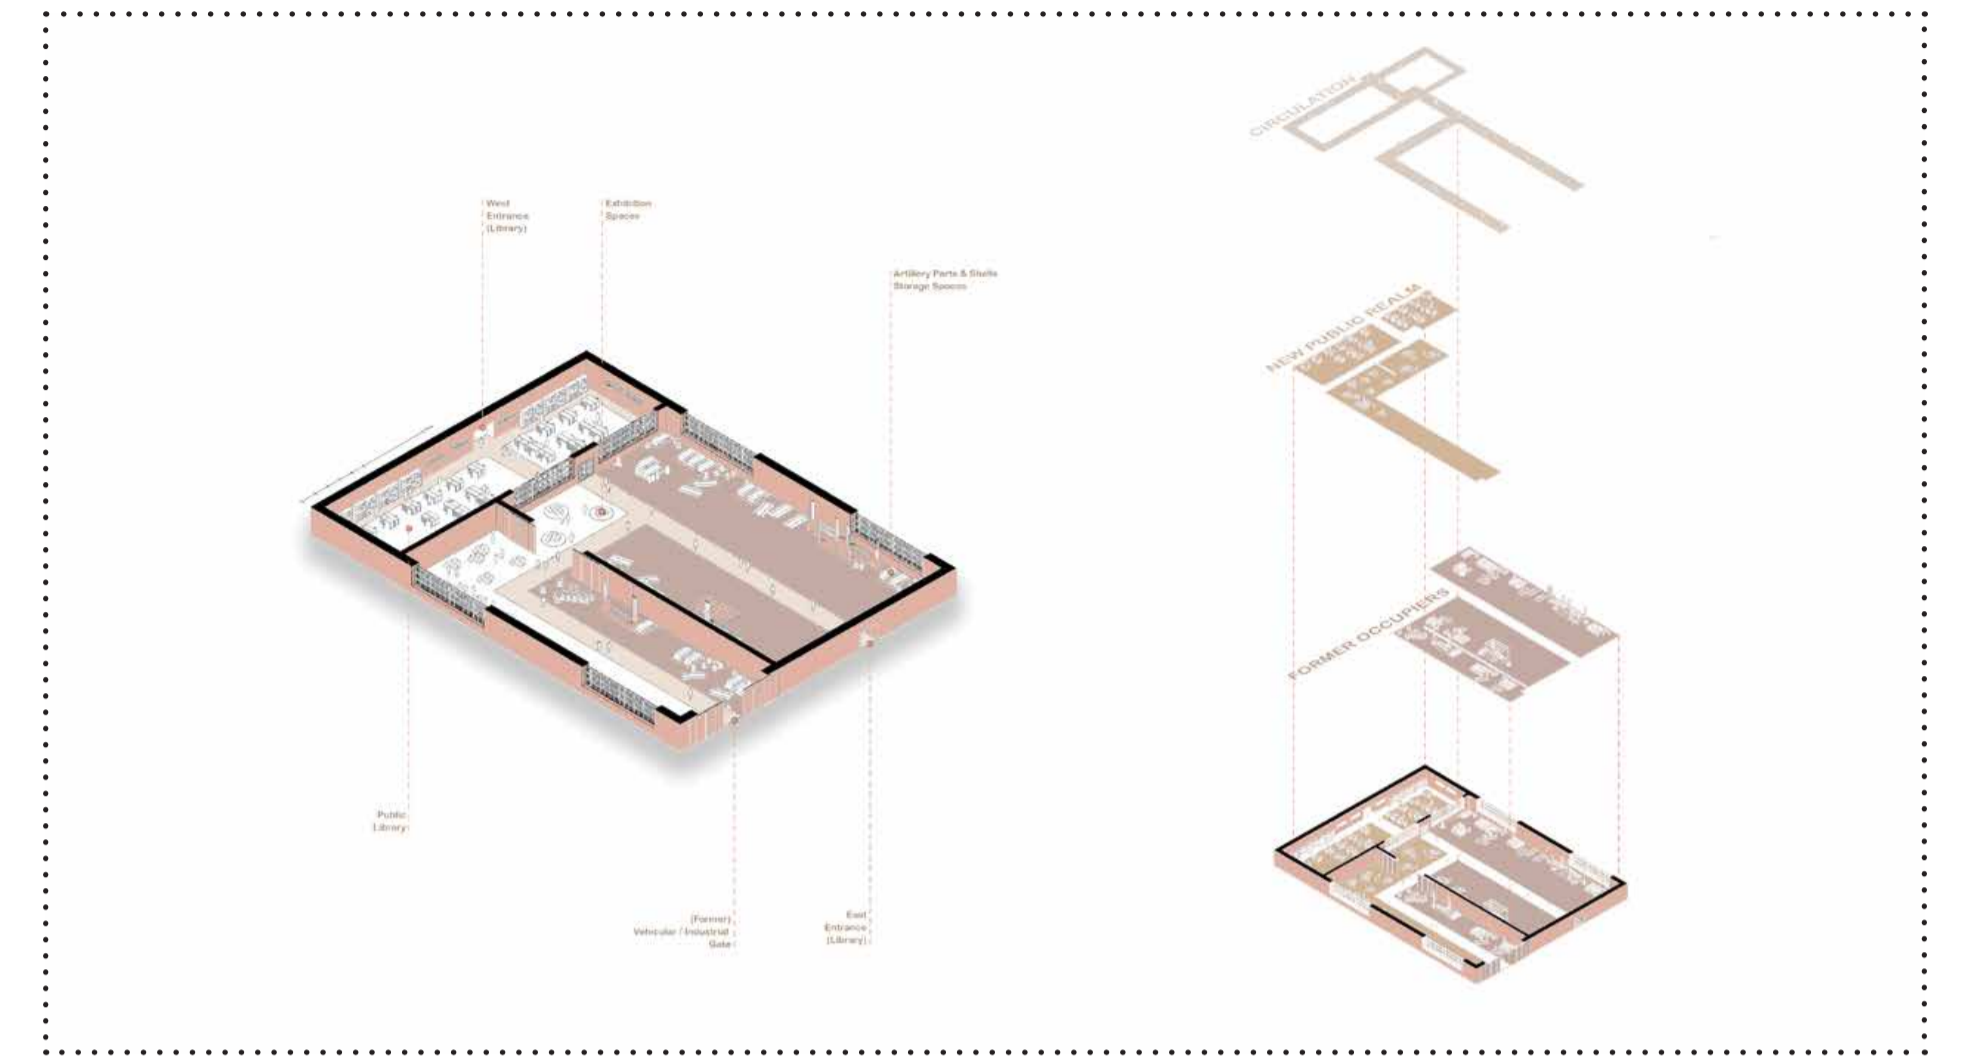 West
Entrance
(Library)
Exhibition
Spaces
Artillery Parts & Shells
Storage Spaces
Public
Library
(Former)
Vehicular / Industrial
Gate
East
Entrance
(Library)
CIRCULATION
NEW PUBLIC REALM
FORMER OCCUPIERS